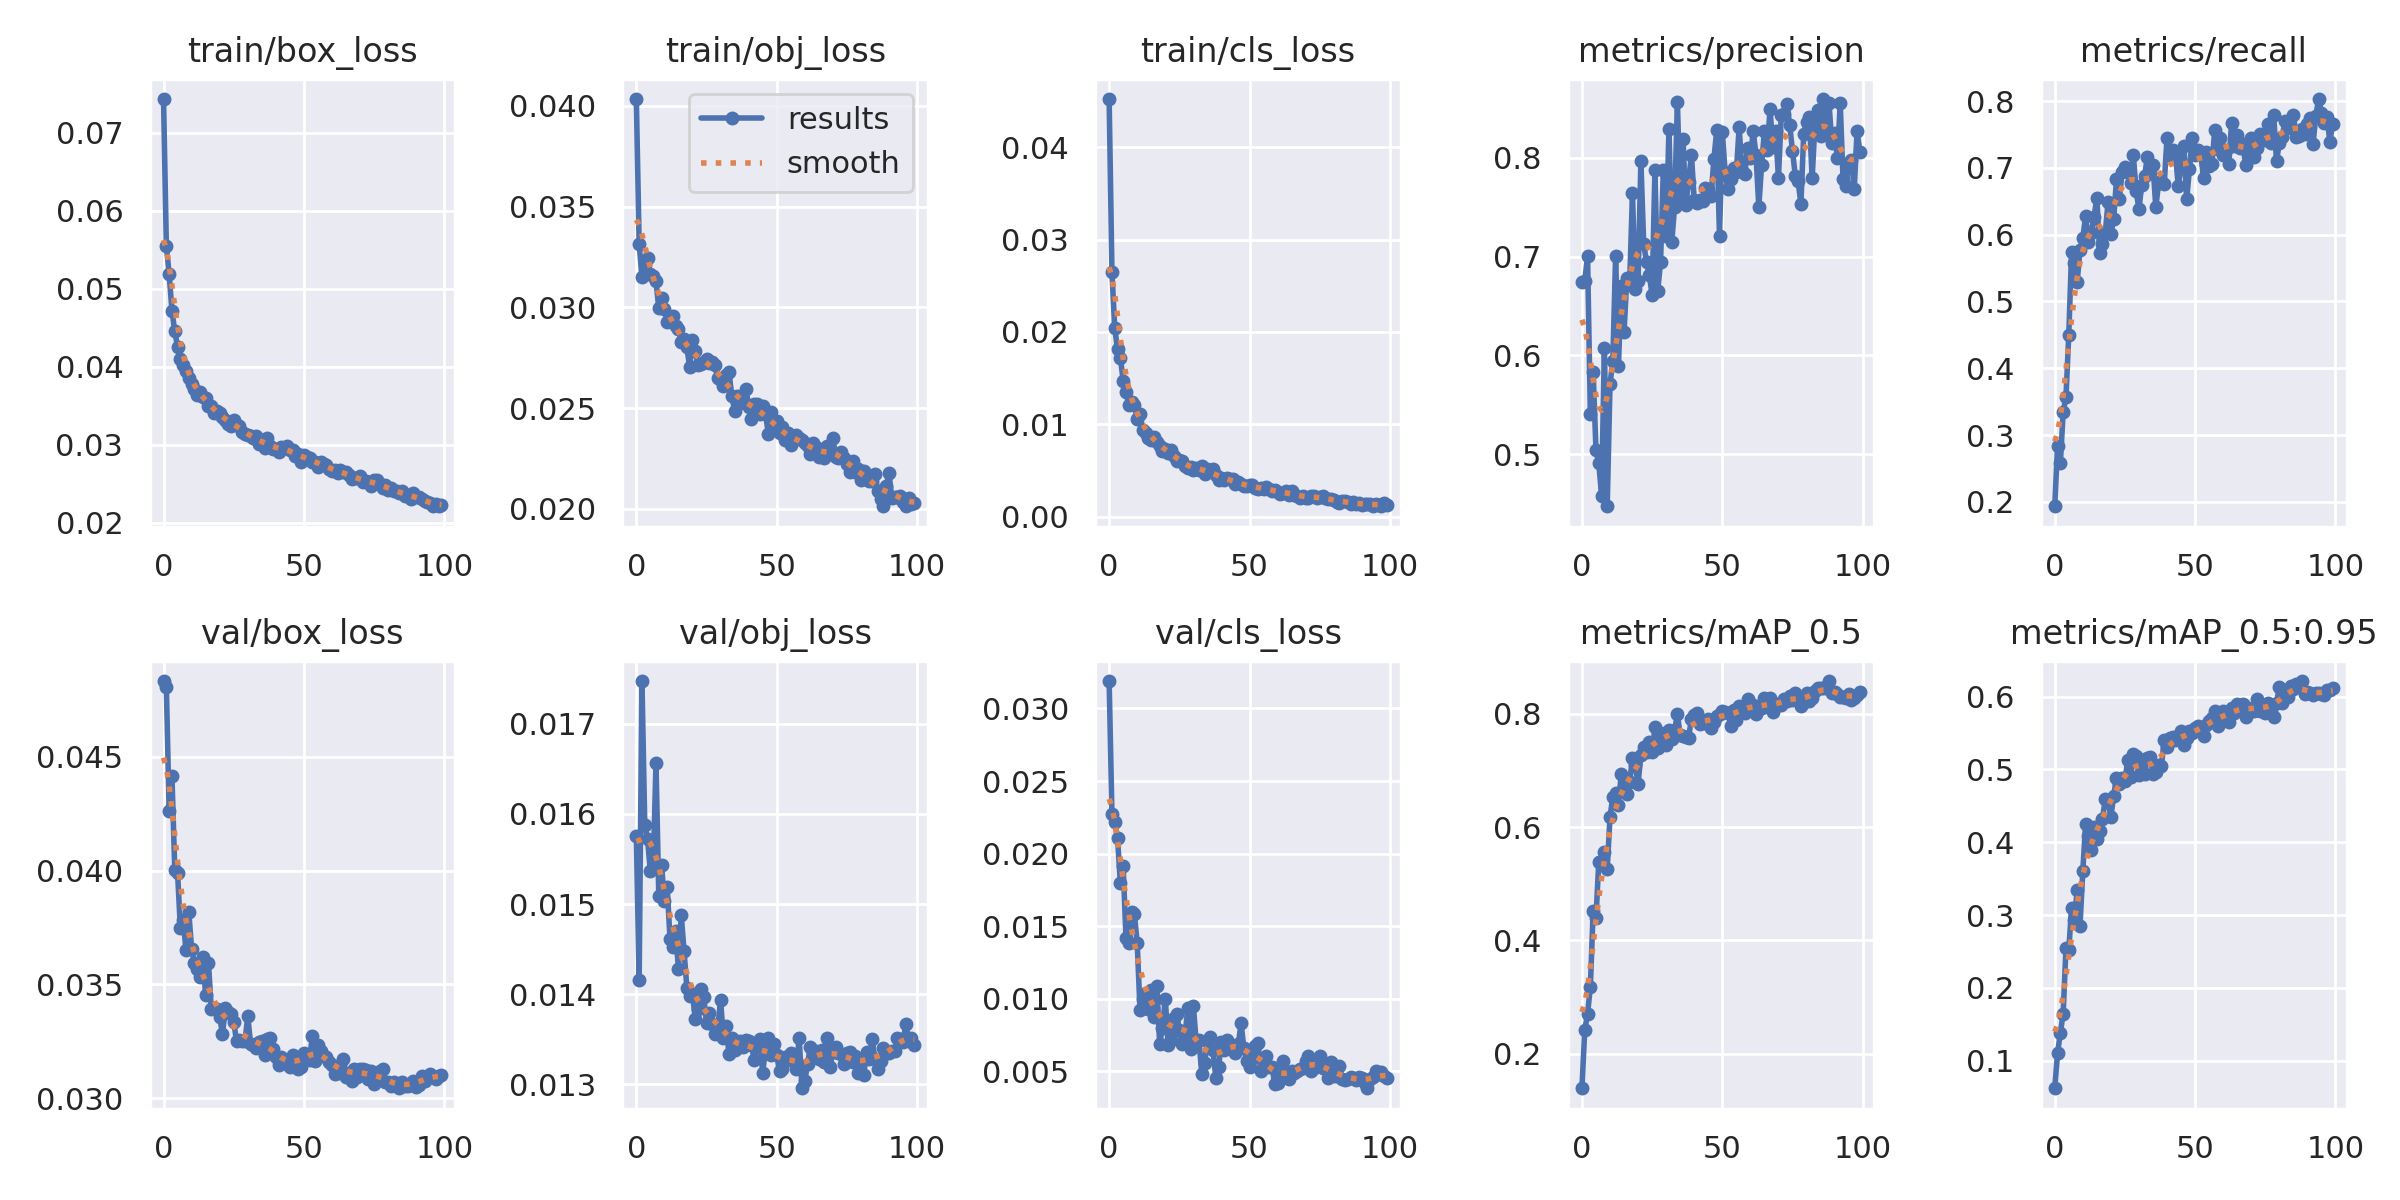 train/box_loss
0.07
0.06
0.05
0.04
0.03
0.02
0 50 100
train/obj_loss
results
smooth
0.040
0.035
0.030
0.025
0.020
0 50 100
train/cls_loss
0.04
0.03
0.02
0.01
0.00
0 50 100
metrics/precision
0.8
0.7
0.6
0.5
0 50 100
metrics/recall
0.8
0.7
0.6
0.5
0.4
0.3
0.2
0 50 100
val/box_loss
0.045
0.040
0.035
0.030
0 50 100
val/obj_loss
0.017
0.016
0.015
0.014
0.013
0 50 100
val/cls_loss
0.030
0.025
0.020
0.015
0.010
0.005
0 50 100
metrics/mAP_0.5
0.8
0.6
0.4
0.2
0 50 100
metrics/mAP_0.5:0.95
0.6
0.5
0.4
0.3
0.2
0.1
0 50 100